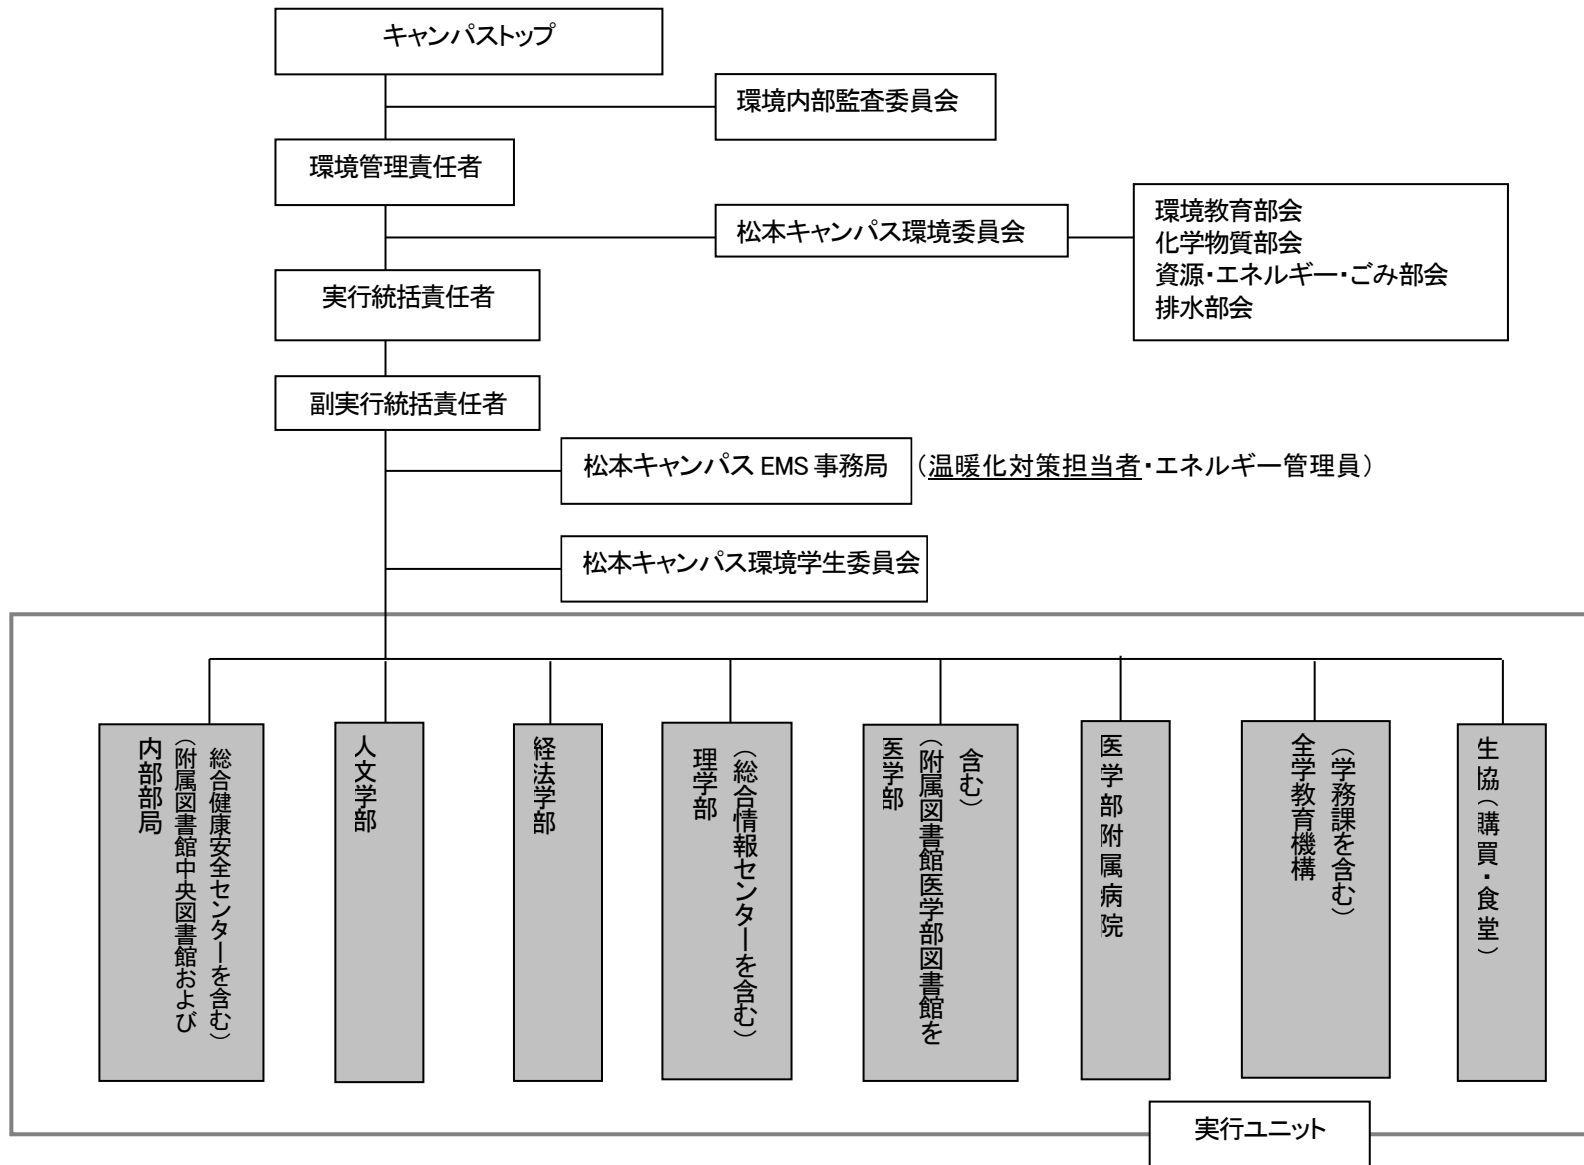 キャンパストップ
環境内部監査委員会
環境管理責任者
松本キャンパス環境委員会
環境教育部会
化学物質部会
資源・エネルギー・ごみ部会
排水部会
実行統括責任者
副実行統括責任者
松本キャンパス EMS 事務局
（温暖化対策担当者・エネルギー管理員）
松本キャンパス環境学生委員会
内部部局
（附属図書館中央図書館および
総合健康安全センターを含む）
人文学部
経法学部
理学部
（総合情報センターを含む）
医学部
（附属図書館医学部図書館を
含む）
医学部附属病院
全学教育機構
（学務課を含む）
生協（購買・食堂）
実行ユニット